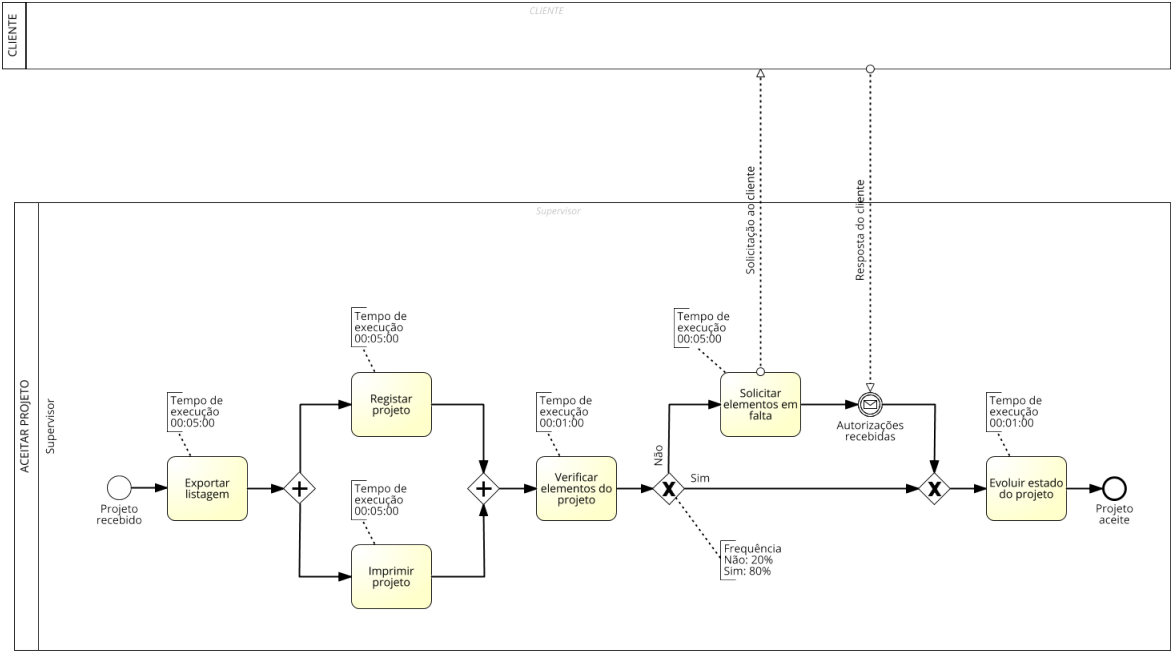 CLIENTE
CLIENTE
Solicitação ao cliente
Resposta do cliente
ACEITAR PROJETO
Supervisor
Supervisor
Projeto
recebido
Tempo de
execução
00:05:00
Exportar
listagem
Tempo de
execução
00:05:00
Registar
projeto
Tempo de
execução
00:05:00
Imprimir
projeto
Tempo de
execução
00:01:00
Verificar
elementos do
projeto
Não
Sim
Frequência
Não: 20%
Sim: 80%
Tempo de
execução
00:05:00
Solicitar
elementos em
falta
Autorizações
recebidas
Tempo de
execução
00:01:00
Evoluir estado
do projeto
Projeto
aceite